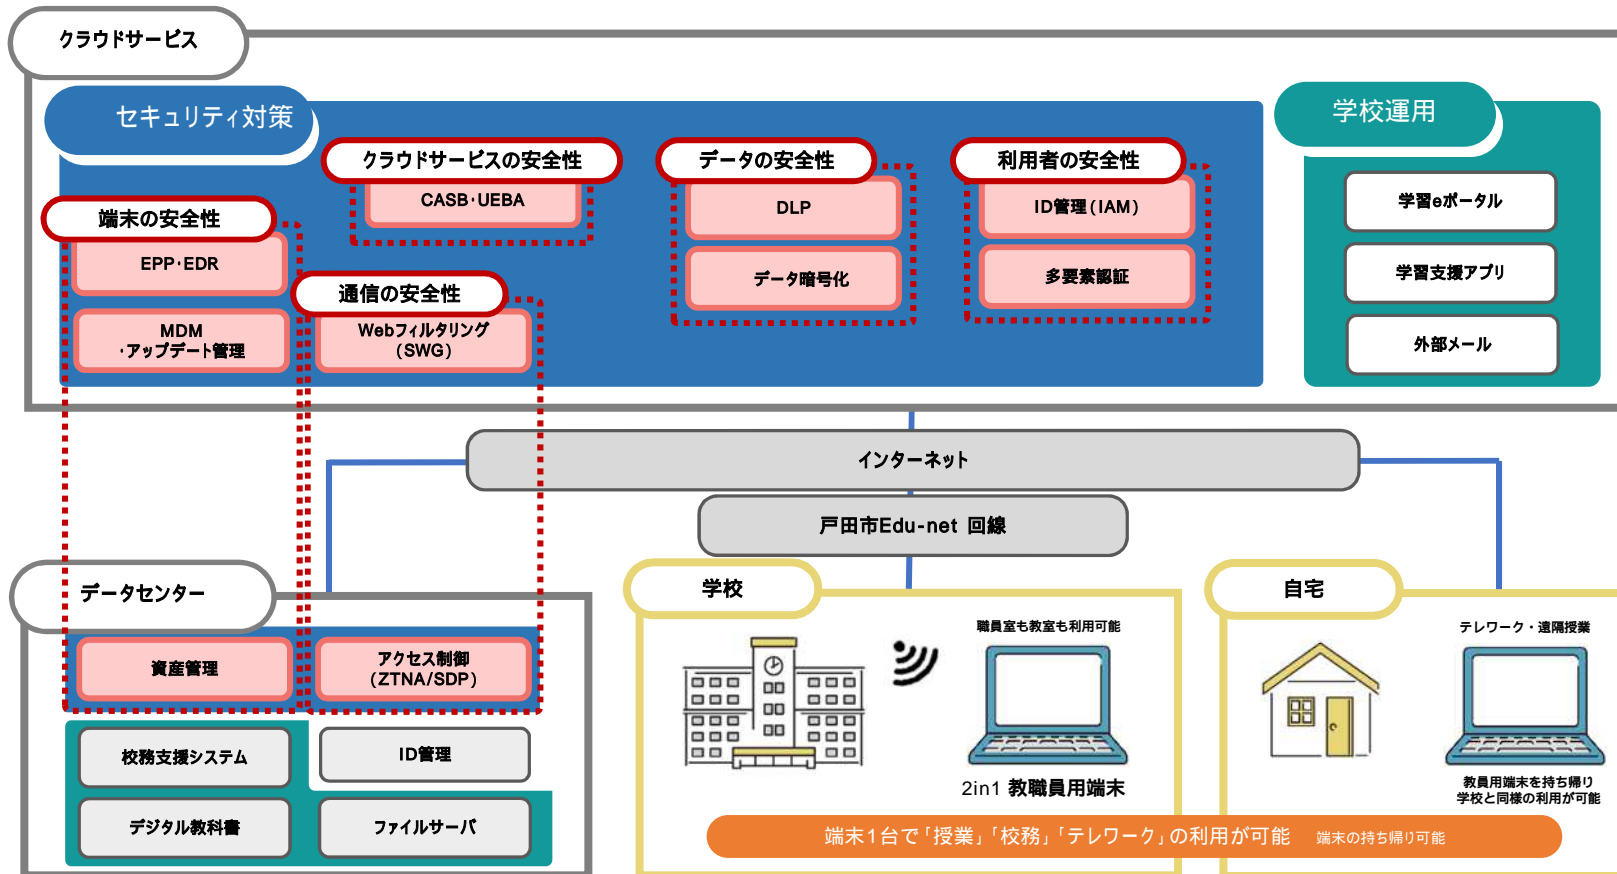 クラウドサービス
セキュリティ対策
学校運用
クラウドサービスの安全性
CASB・UEBA
データの安全性
DLP
データ暗号化
利用者の安全性
ID管理(IAM)
多要素認証
端末の安全性
EPP・EDR
MDM
・アップデート管理
通信の安全性
Webフィルタリング
(SWG)
学習eポータル
学習支援アプリ
外部メール
インターネット
戸田市Edu-net 回線
データセンター
資産管理
アクセス制御
(ZTNA/SDP)
校務支援システム
ID管理
デジタル教科書
ファイルサーバ
学校
職員室も教室も利用可能
2in1 教職員用端末
自宅
テレワーク・遠隔授業
教員用端末を持ち帰り
学校と同様の利用が可能
端末1台で「授業」「校務」「テレワーク」の利用が可能 端末の持ち帰り可能